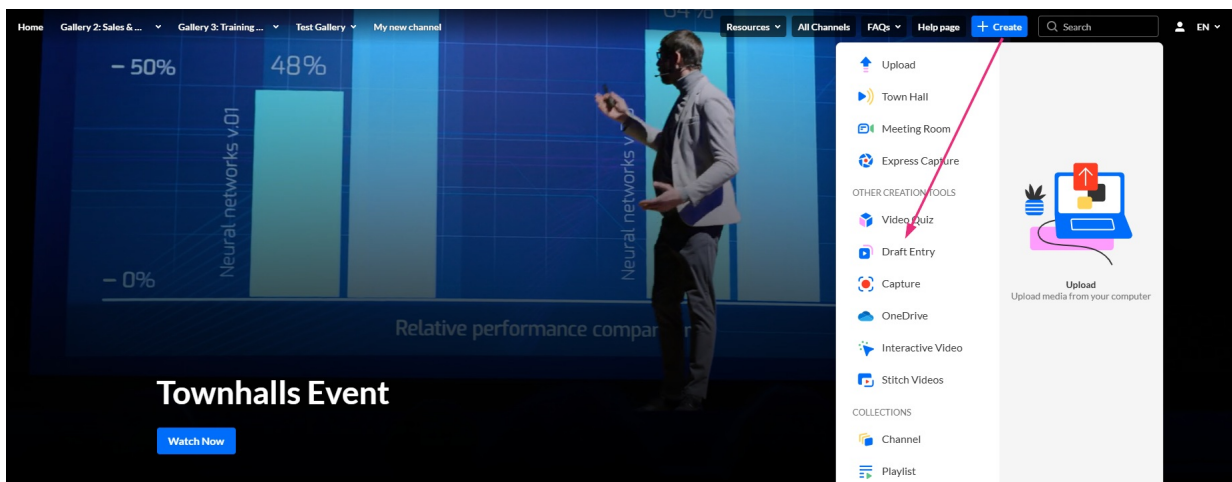 Home Gallery 2: Sales & ... Gallery 3: Training ... Test Gallery My new channel Resources All Channels FAQs Help page + Create Search EN
– 50%
48%
Neural networks v.01
Neural networks v
– 0%
Relative performance compar
Townhalls Event
Watch Now
Upload
Town Hall
Meeting Room
Express Capture
OTHER CREATION TOOLS
Video Quiz
Draft Entry
Capture
OneDrive
Interactive Video
Stitch Videos
COLLECTIONS
Channel
Playlist
Upload
Upload media from your computer